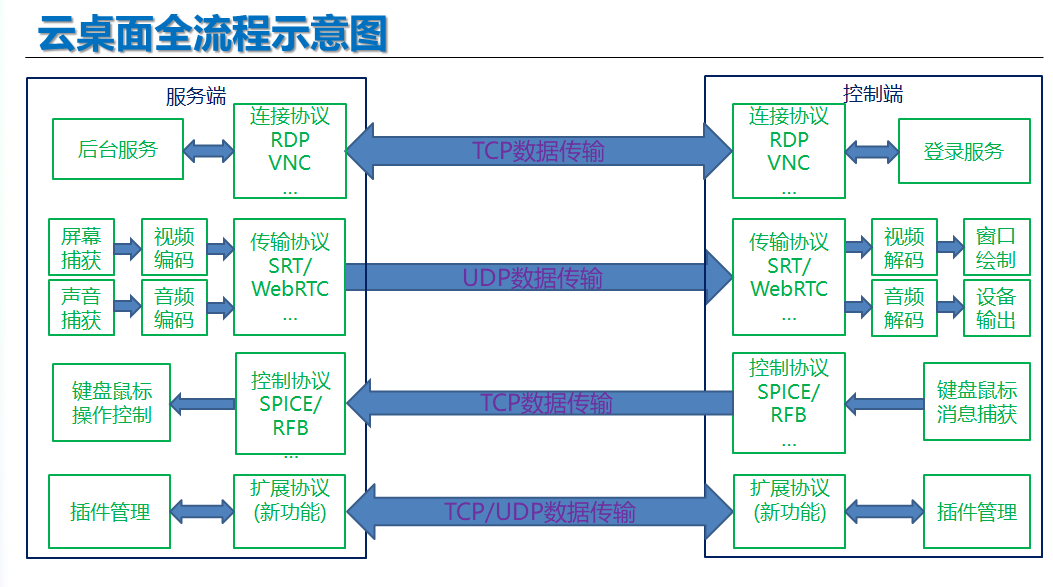 云桌面全流程示意图
服务端
控制端
后台服务
连接协议
RDP
VNC
...
TCP数据传输
连接协议
RDP
VNC
...
登录服务
屏幕
捕获
视频
编码
声音
捕获
音频
编码
传输协议
SRT/
WebRTC
...
UDP数据传输
传输协议
SRT/
WebRTC
...
视频
解码
窗口
绘制
音频
解码
设备
输出
键盘鼠标
操作控制
控制协议
SPICE/
RFB
...
TCP数据传输
控制协议
SPICE/
RFB
...
键盘鼠标
消息捕获
插件管理
扩展协议
(新功能)
TCP/UDP数据传输
扩展协议
(新功能)
插件管理